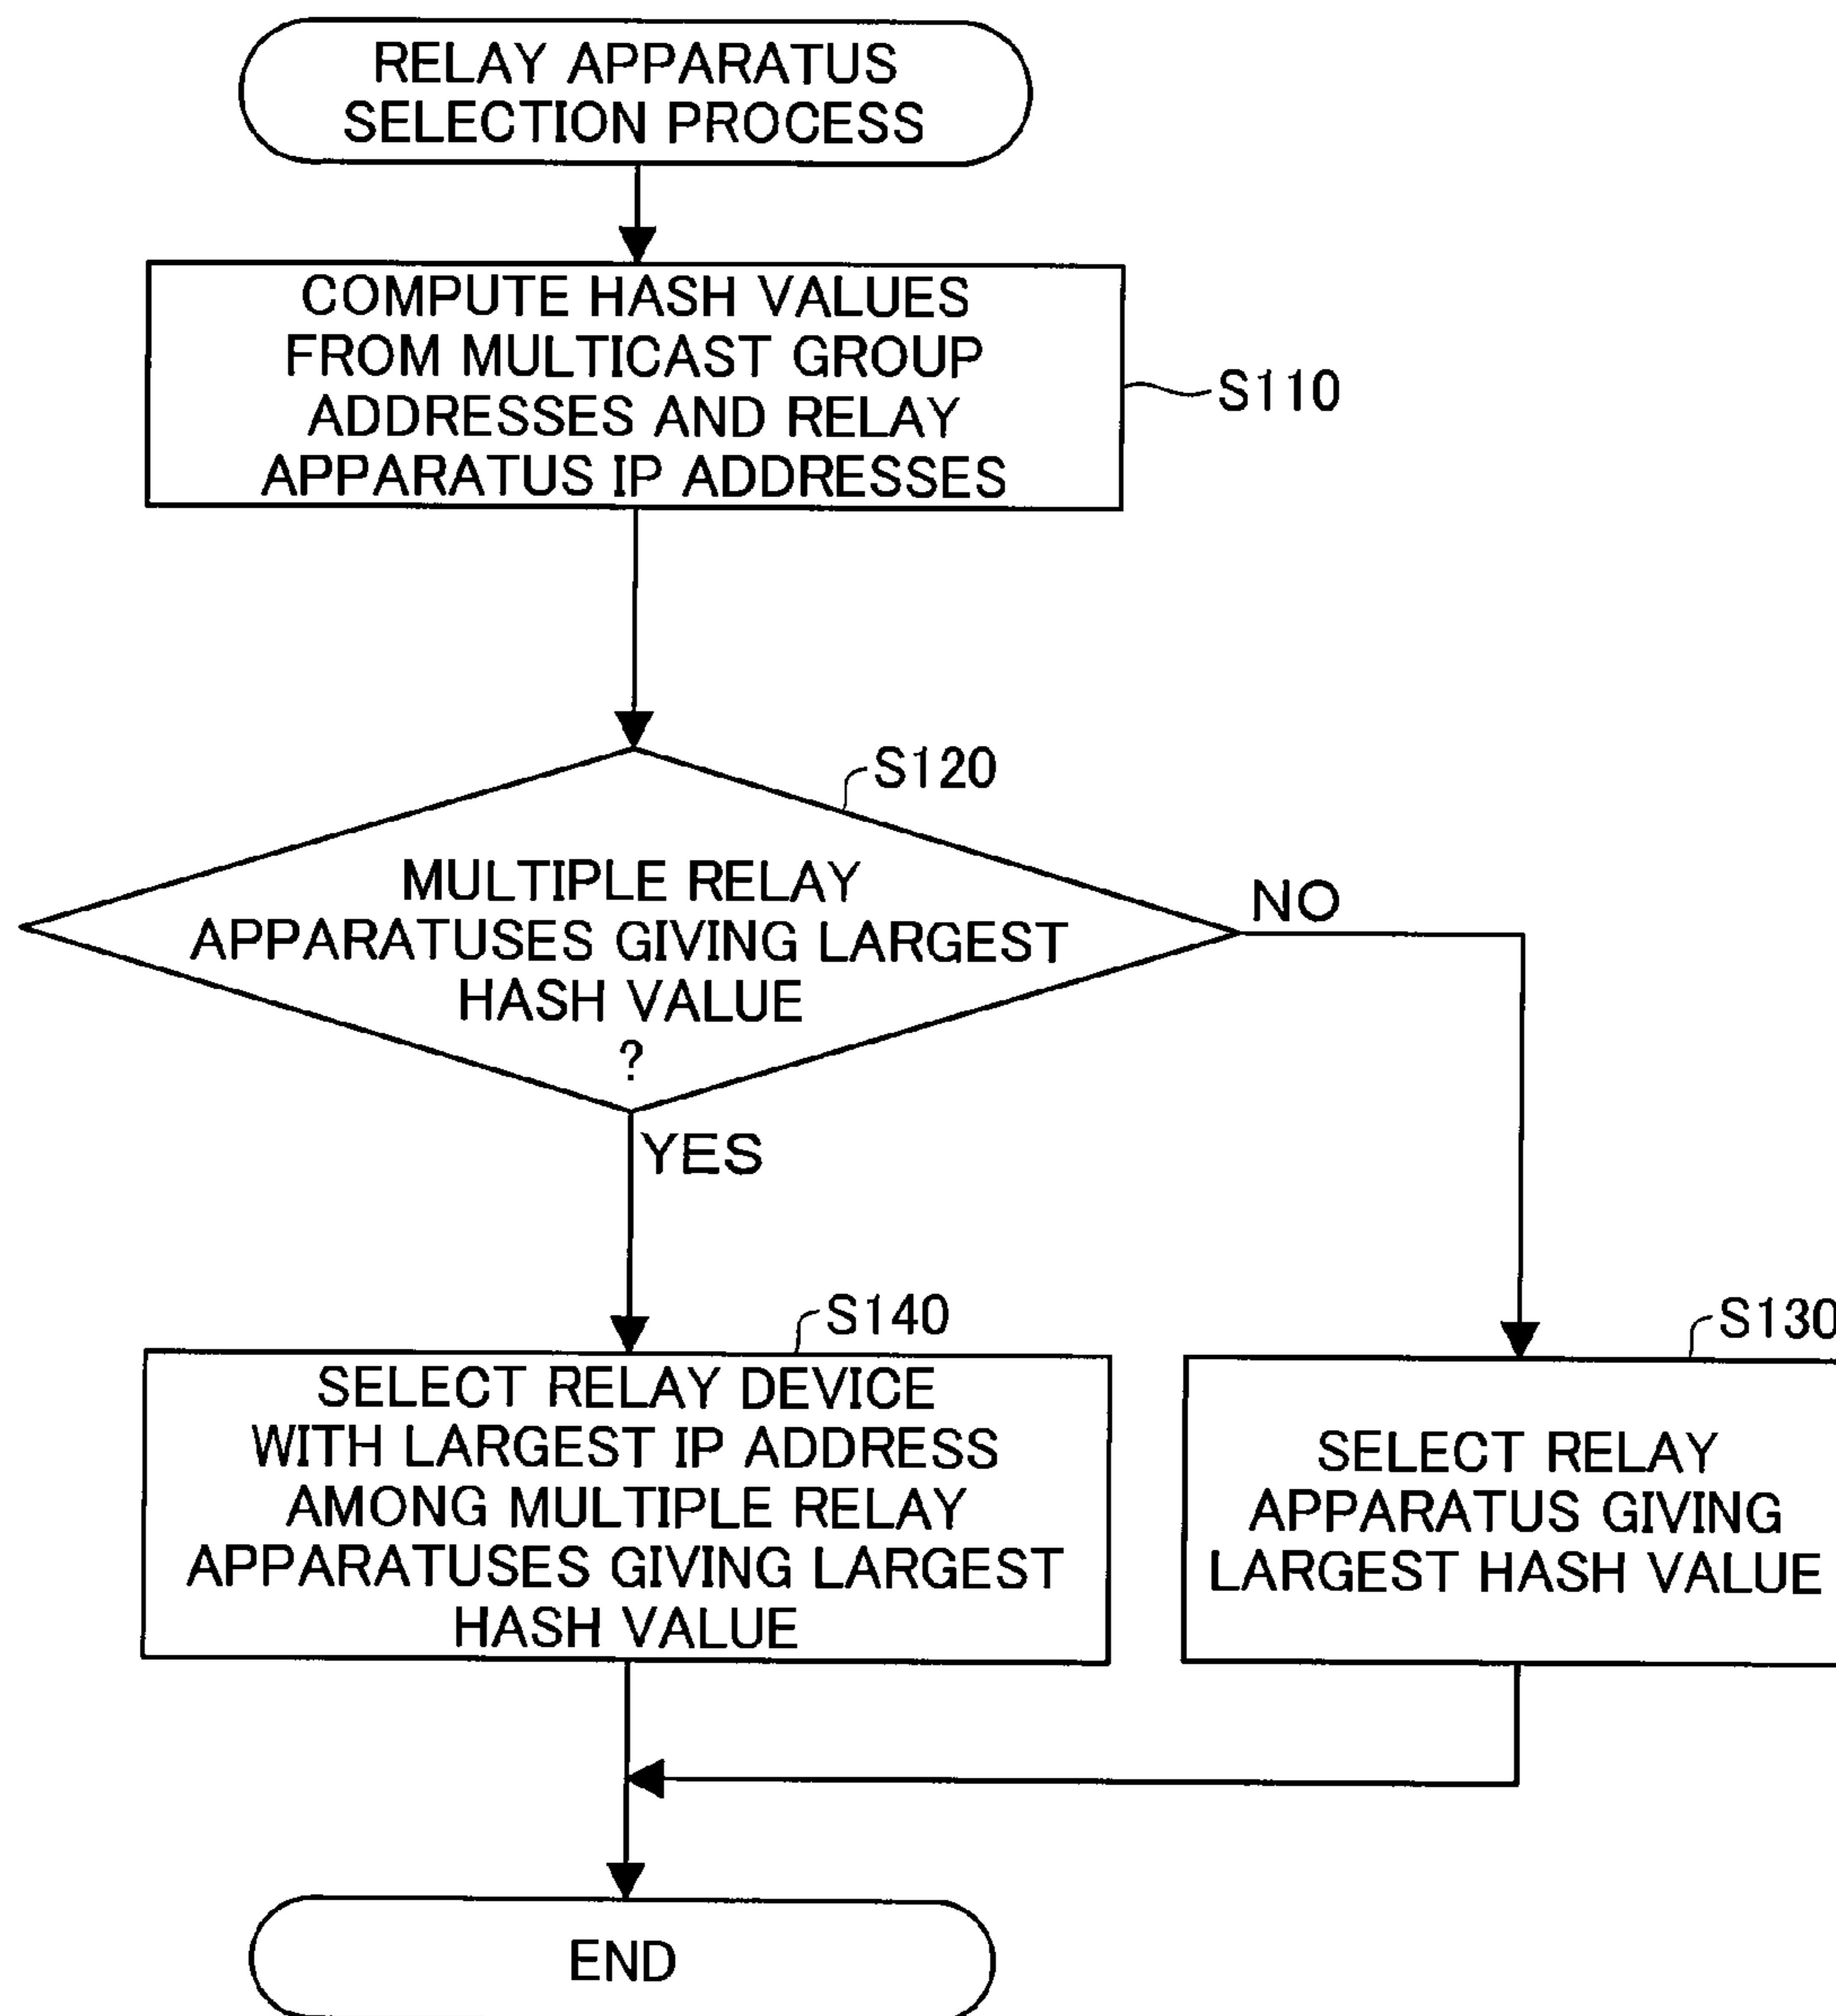 RELAY APPARATUS
SELECTION PROCESS
COMPUTE HASH VALUES
FROM MULTICAST GROUP
ADDRESSES AND RELAY
APPARATUS IP ADDRESSES
S110
S120
MULTIPLE RELAY
APPARATUSES GIVING LARGEST
HASH VALUE
?
NO
YES
S140
SELECT RELAY DEVICE
WITH LARGEST IP ADDRESS
AMONG MULTIPLE RELAY
APPARATUSES GIVING LARGEST
HASH VALUE
S130
SELECT RELAY
APPARATUS GIVING
LARGEST HASH VALUE
END